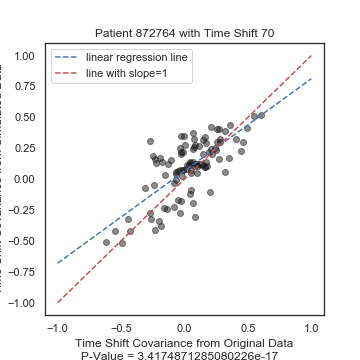 Patient 872764 with Time Shift 70
linear regression line
line with slope=1
1.00
0.75
0.50
0.25
0.00
−0.25
−0.50
−0.75
−1.00
−1.0
−0.5
0.0
0.5
1.0
Time Shift Covariance from Original Data
P-Value = 3.4174871285080226e-17